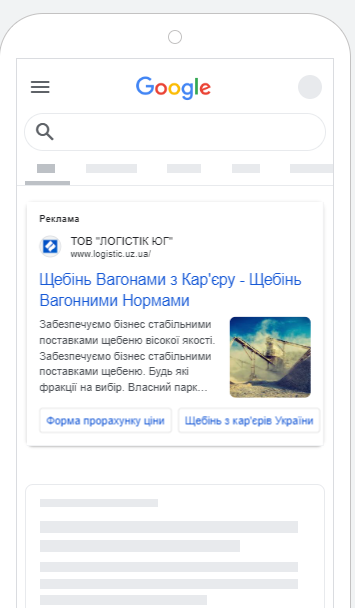 Google
Реклама
ТОВ "ЛОГІСТІК ЮГ"
www.logistic.uz.ua/
Щебінь Вагонами з Кар'єру - Щебінь
Вагонними Нормами
Забезпечуємо бізнес стабільними
поставками щебеню вісокої якості.
Забезпечуємо бізнес стабільними
поставками щебеню. Будь які
фракції на вибір. Власний парк...
Форма прорахунку ціни
Щебінь з кар'єрів України